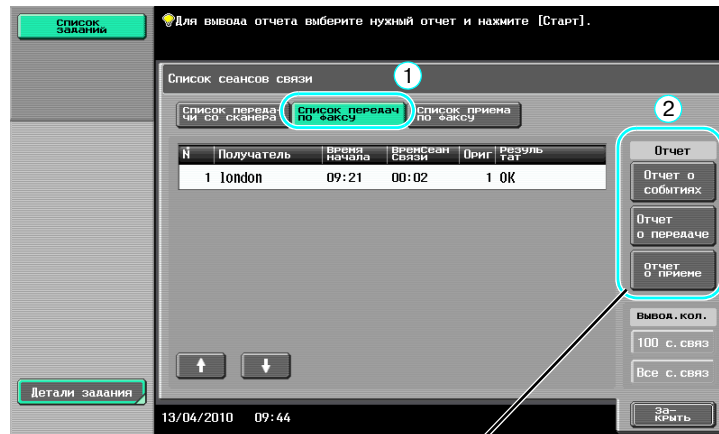 Список
заданий
Для вывода отчета выберите нужный отчет и нажмите [Старт].
Список сеансов связи
1
Список переда-
чи со сканера
Список передач
по факсу
Список приема
по факсу
2
N Получатель Время начала ВремСеан Связи Ориг Резуль тат
1 london 09:21 00:02 1 OK
Отчет
Отчет о
событиях
Отчет
о передаче
Отчет
о приеме
Вывод.кол.
100 с.связ
Все с.связ
Детали задания
13/04/2010 09:44
За-
крыть